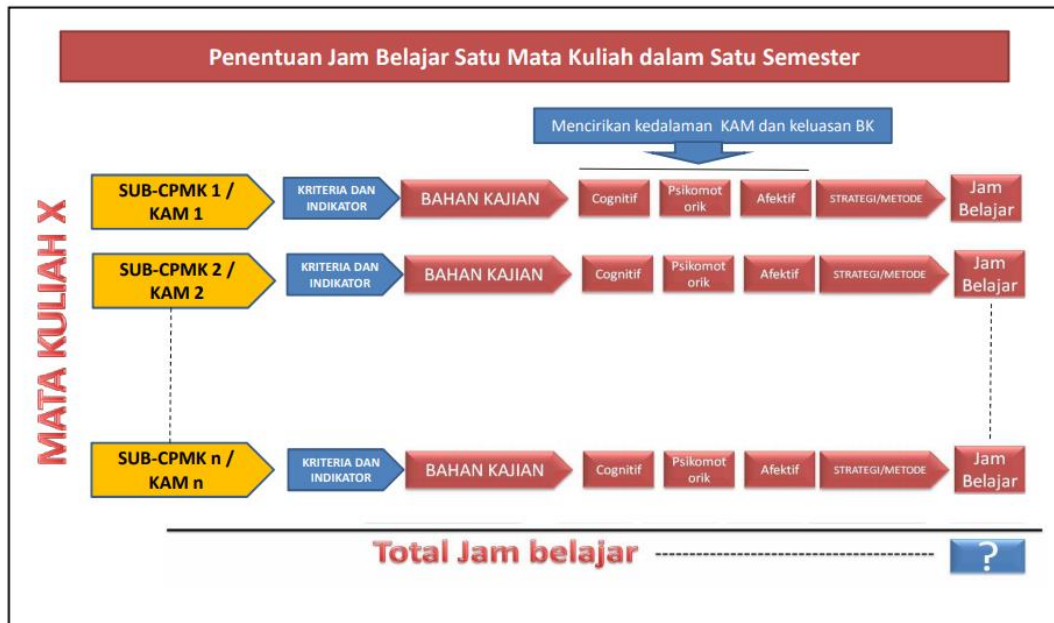 Penentuan Jam Belajar Satu Mata Kuliah dalam Satu Semester
Mencirikan kedalaman KAM dan keluasan BK
MATA KULIAH X
SUB-CPMK 1 /
KAM 1
KRITERIA DAN
INDIKATOR
BAHAN KAJIAN
Cognitif
Psikomot
orik
Afektif
STRATEGI/METODE
Jam
Belajar
SUB-CPMK 2 /
KAM 2
KRITERIA DAN
INDIKATOR
BAHAN KAJIAN
Cognitif
Psikomot
orik
Afektif
STRATEGI/METODE
Jam
Belajar
SUB-CPMK n /
KAM n
KRITERIA DAN
INDIKATOR
BAHAN KAJIAN
Cognitif
Psikomot
orik
Afektif
STRATEGI/METODE
Jam
Belajar
Total Jam belajar
?